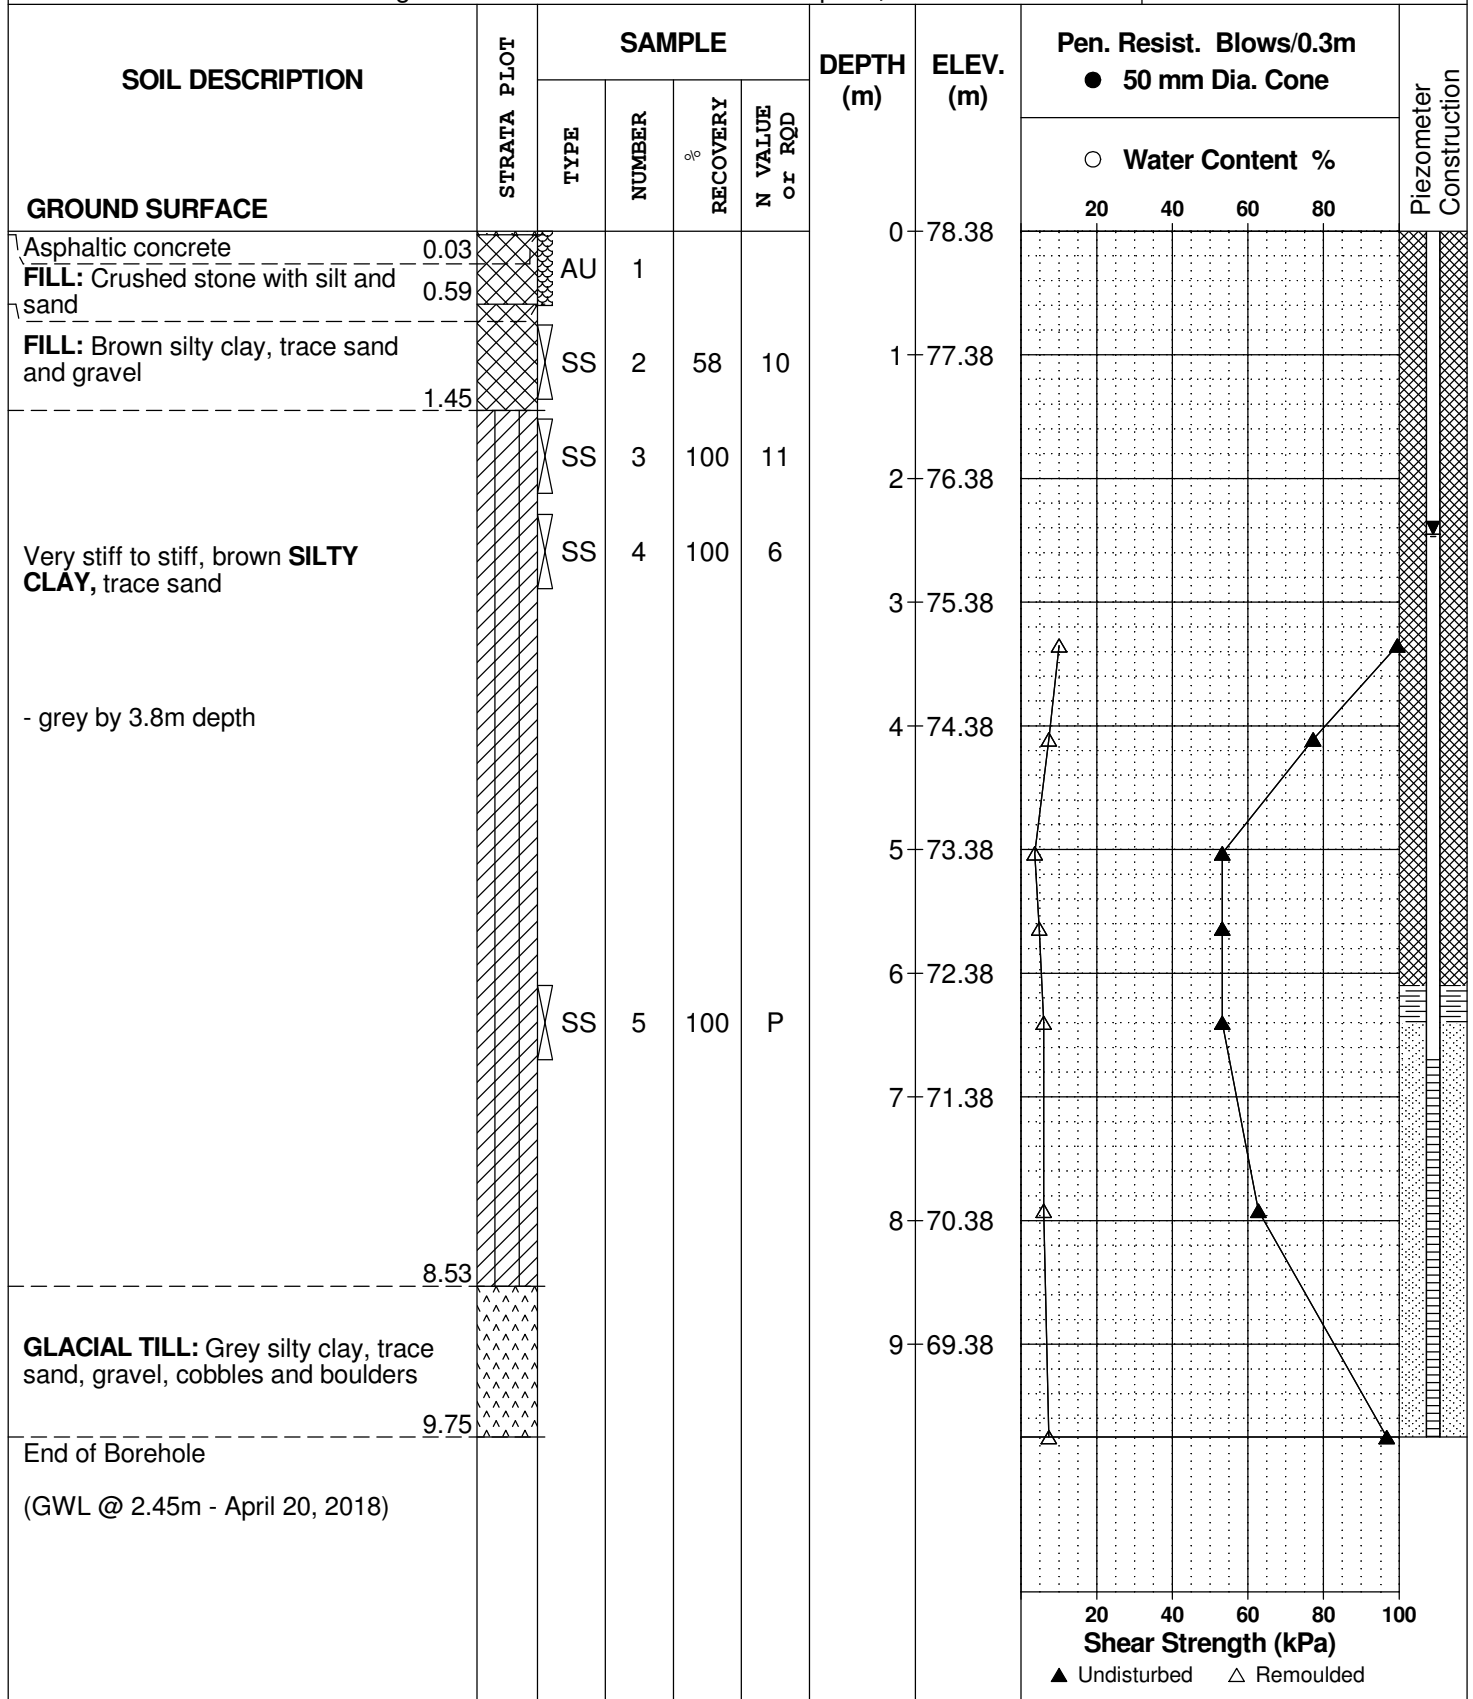 SOIL DESCRIPTION
GROUND SURFACE
STRATA PLOT
SAMPLE
TYPE
NUMBER
%
RECOVERY
N VALUE
or RQD
DEPTH
(m)
ELEV.
(m)
Pen. Resist. Blows/0.3m
● 50 mm Dia. Cone
○ Water Content %
20 40 60 80
Piezometer
Construction
Asphaltic concrete 0.03
FILL: Crushed stone with silt and
0.59
sand
FILL: Brown silty clay, trace sand
and gravel
1.45
Very stiff to stiff, brown SILTY
CLAY, trace sand
- grey by 3.8m depth
8.53
GLACIAL TILL: Grey silty clay, trace
sand, gravel, cobbles and boulders
9.75
End of Borehole
(GWL @ 2.45m - April 20, 2018)
AU 1
SS 2 58 10
SS 3 100 11
SS 4 100 6
SS 5 100 P
0 78.38
1 77.38
2 76.38
3 75.38
4 74.38
5 73.38
6 72.38
7 71.38
8 70.38
9 69.38
20 40 60 80 100
Shear Strength (kPa)
▲ Undisturbed △ Remoulded